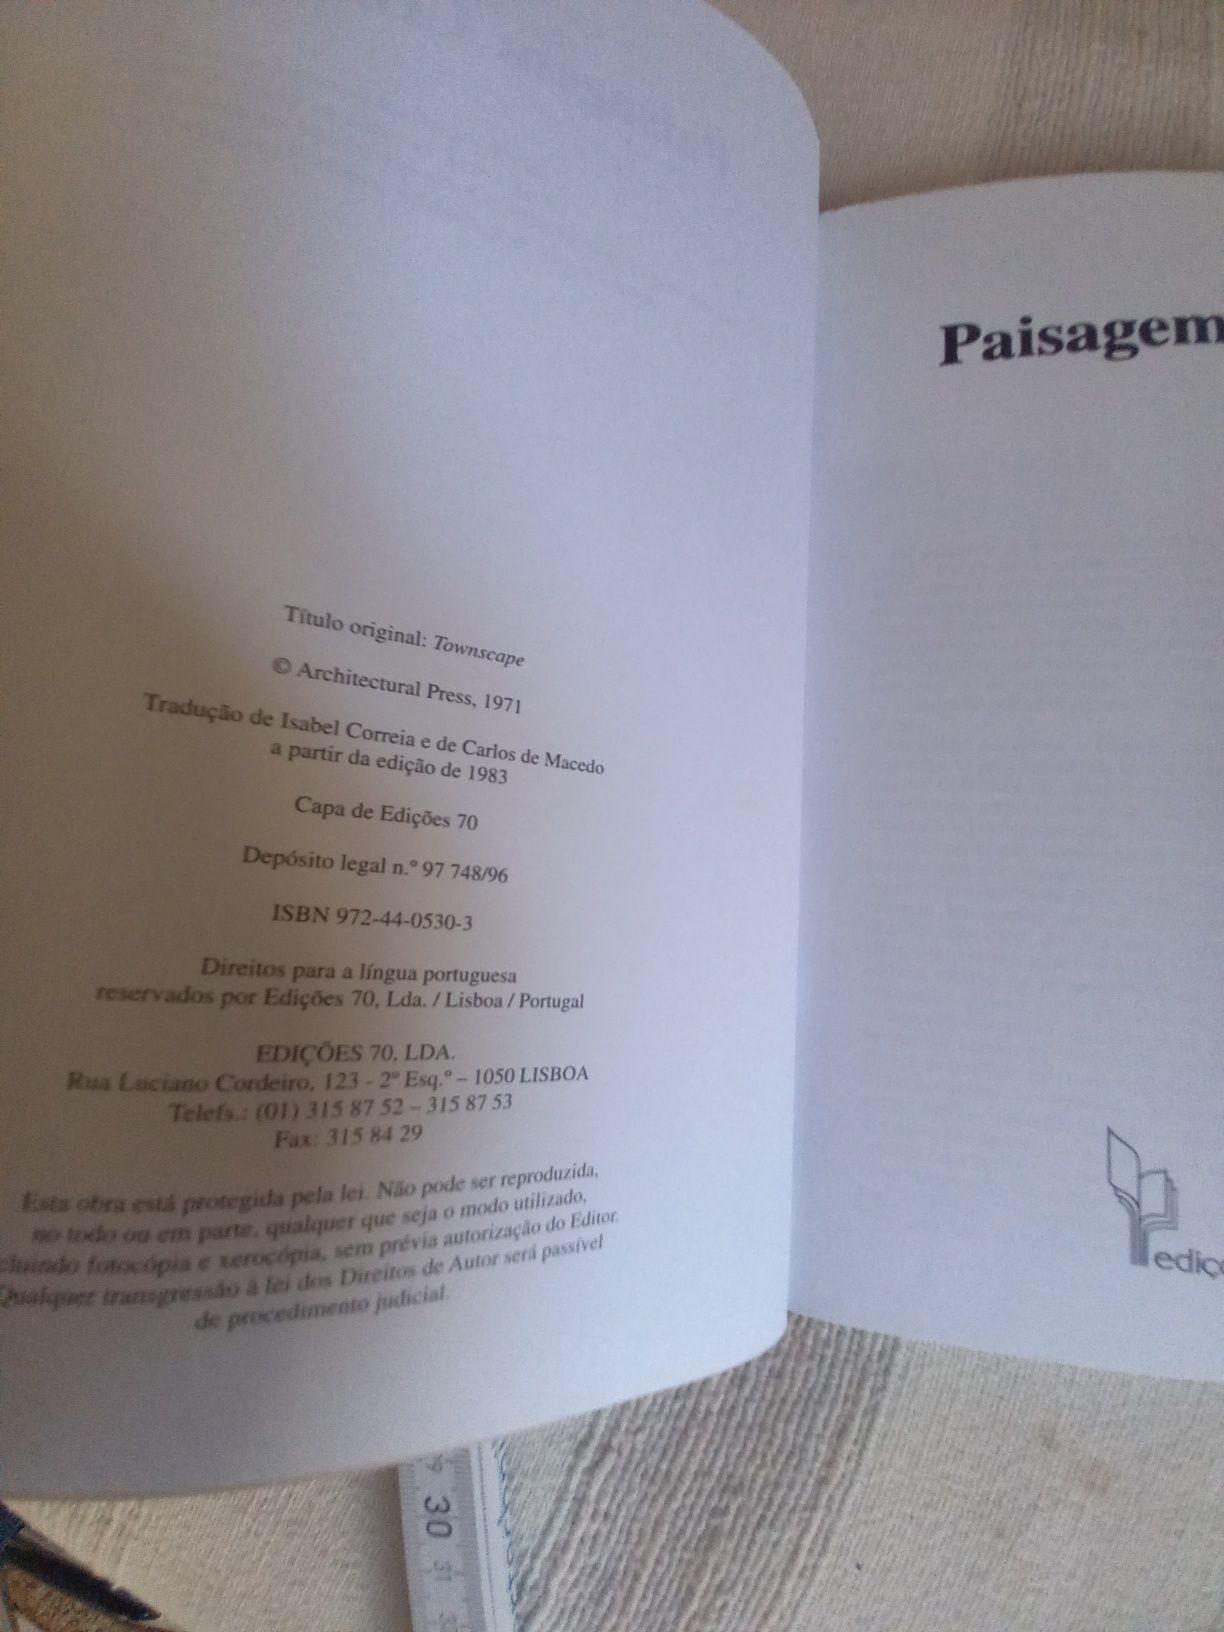 Título original: Townscape
© Architectural Press, 1971
Tradução de Isabel Correia e de Carlos de Macedo
a partir da edição de 1983
Capa de Edições 70
Depósito legal n.º 97 748/96
ISBN 972-44-0530-3
Direitos para a língua portuguesa
reservados por Edições 70, Lda. / Lisboa / Portugal
EDIÇÕES 70, LDA.
Rua Luciano Cordeiro, 123 - 2º Esq.º – 1050 LISBOA
Telefs.: (01) 315 87 52 – 315 87 53
Fax: 315 84 29
Esta obra está protegida pela lei. Não pode ser reproduzida,
no todo ou em parte, qualquer que seja o modo utilizado,
cluindo fotocópia e xerocópia, sem prévia autorização do Editor.
Qualquer transgressão à lei dos Direitos de Autor será passível
de procedimento judicial.
Paisagem
ediçõ
30
31